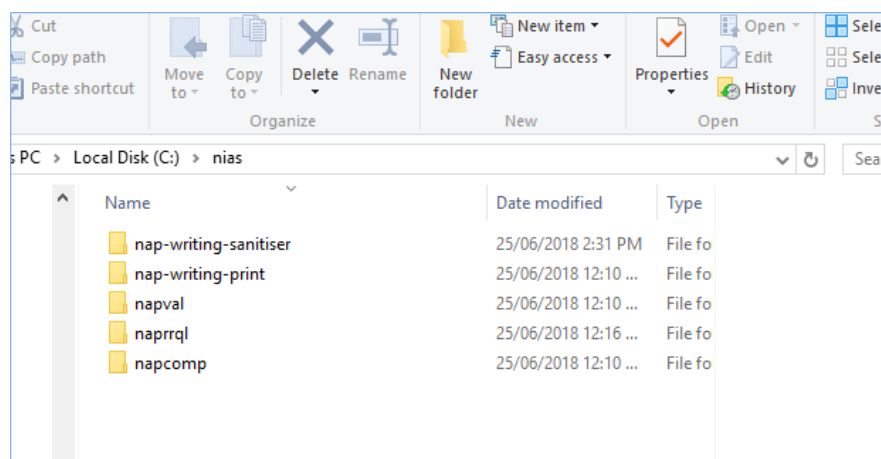 Cut
Copy path
Paste shortcut
Move to
Copy to
Delete
Rename
Organize
New folder
New item
Easy access
New
Properties
Open
Edit
History
Open
Sele
Sele
Inve
S
s PC > Local Disk (C:) > nias
Sea
Name Date modified Type
nap-writing-sanitiser 25/06/2018 2:31 PM File fo
nap-writing-print 25/06/2018 12:10 ... File fo
napval 25/06/2018 12:10 ... File fo
naprrql 25/06/2018 12:16 ... File fo
napcomp 25/06/2018 12:10 ... File fo